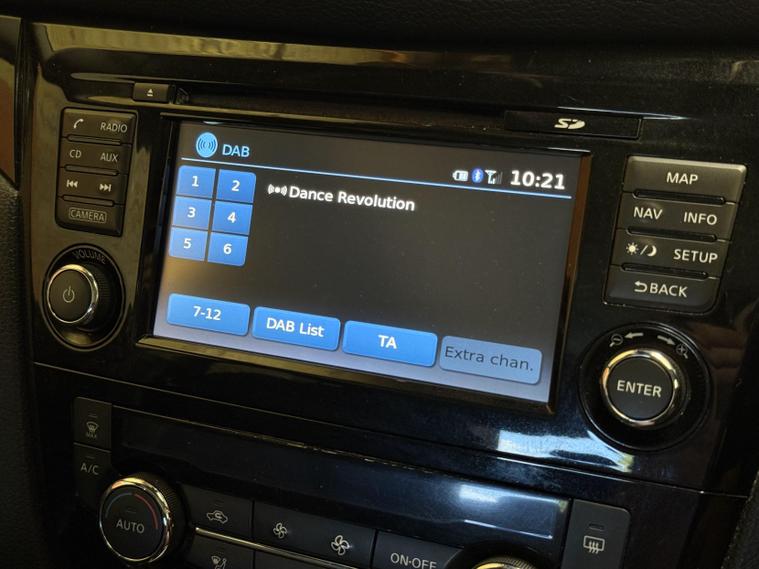 RADIO
CD AUX
CAMERA
VOLUME
SD
DAB
10:21
1 2
Dance Revolution
3 4
5 6
7-12
DAB List
TA
Extra chan.
MAP
NAV INFO
SETUP
BACK
ENTER
MAX
A/C
AUTO
ON·OFF